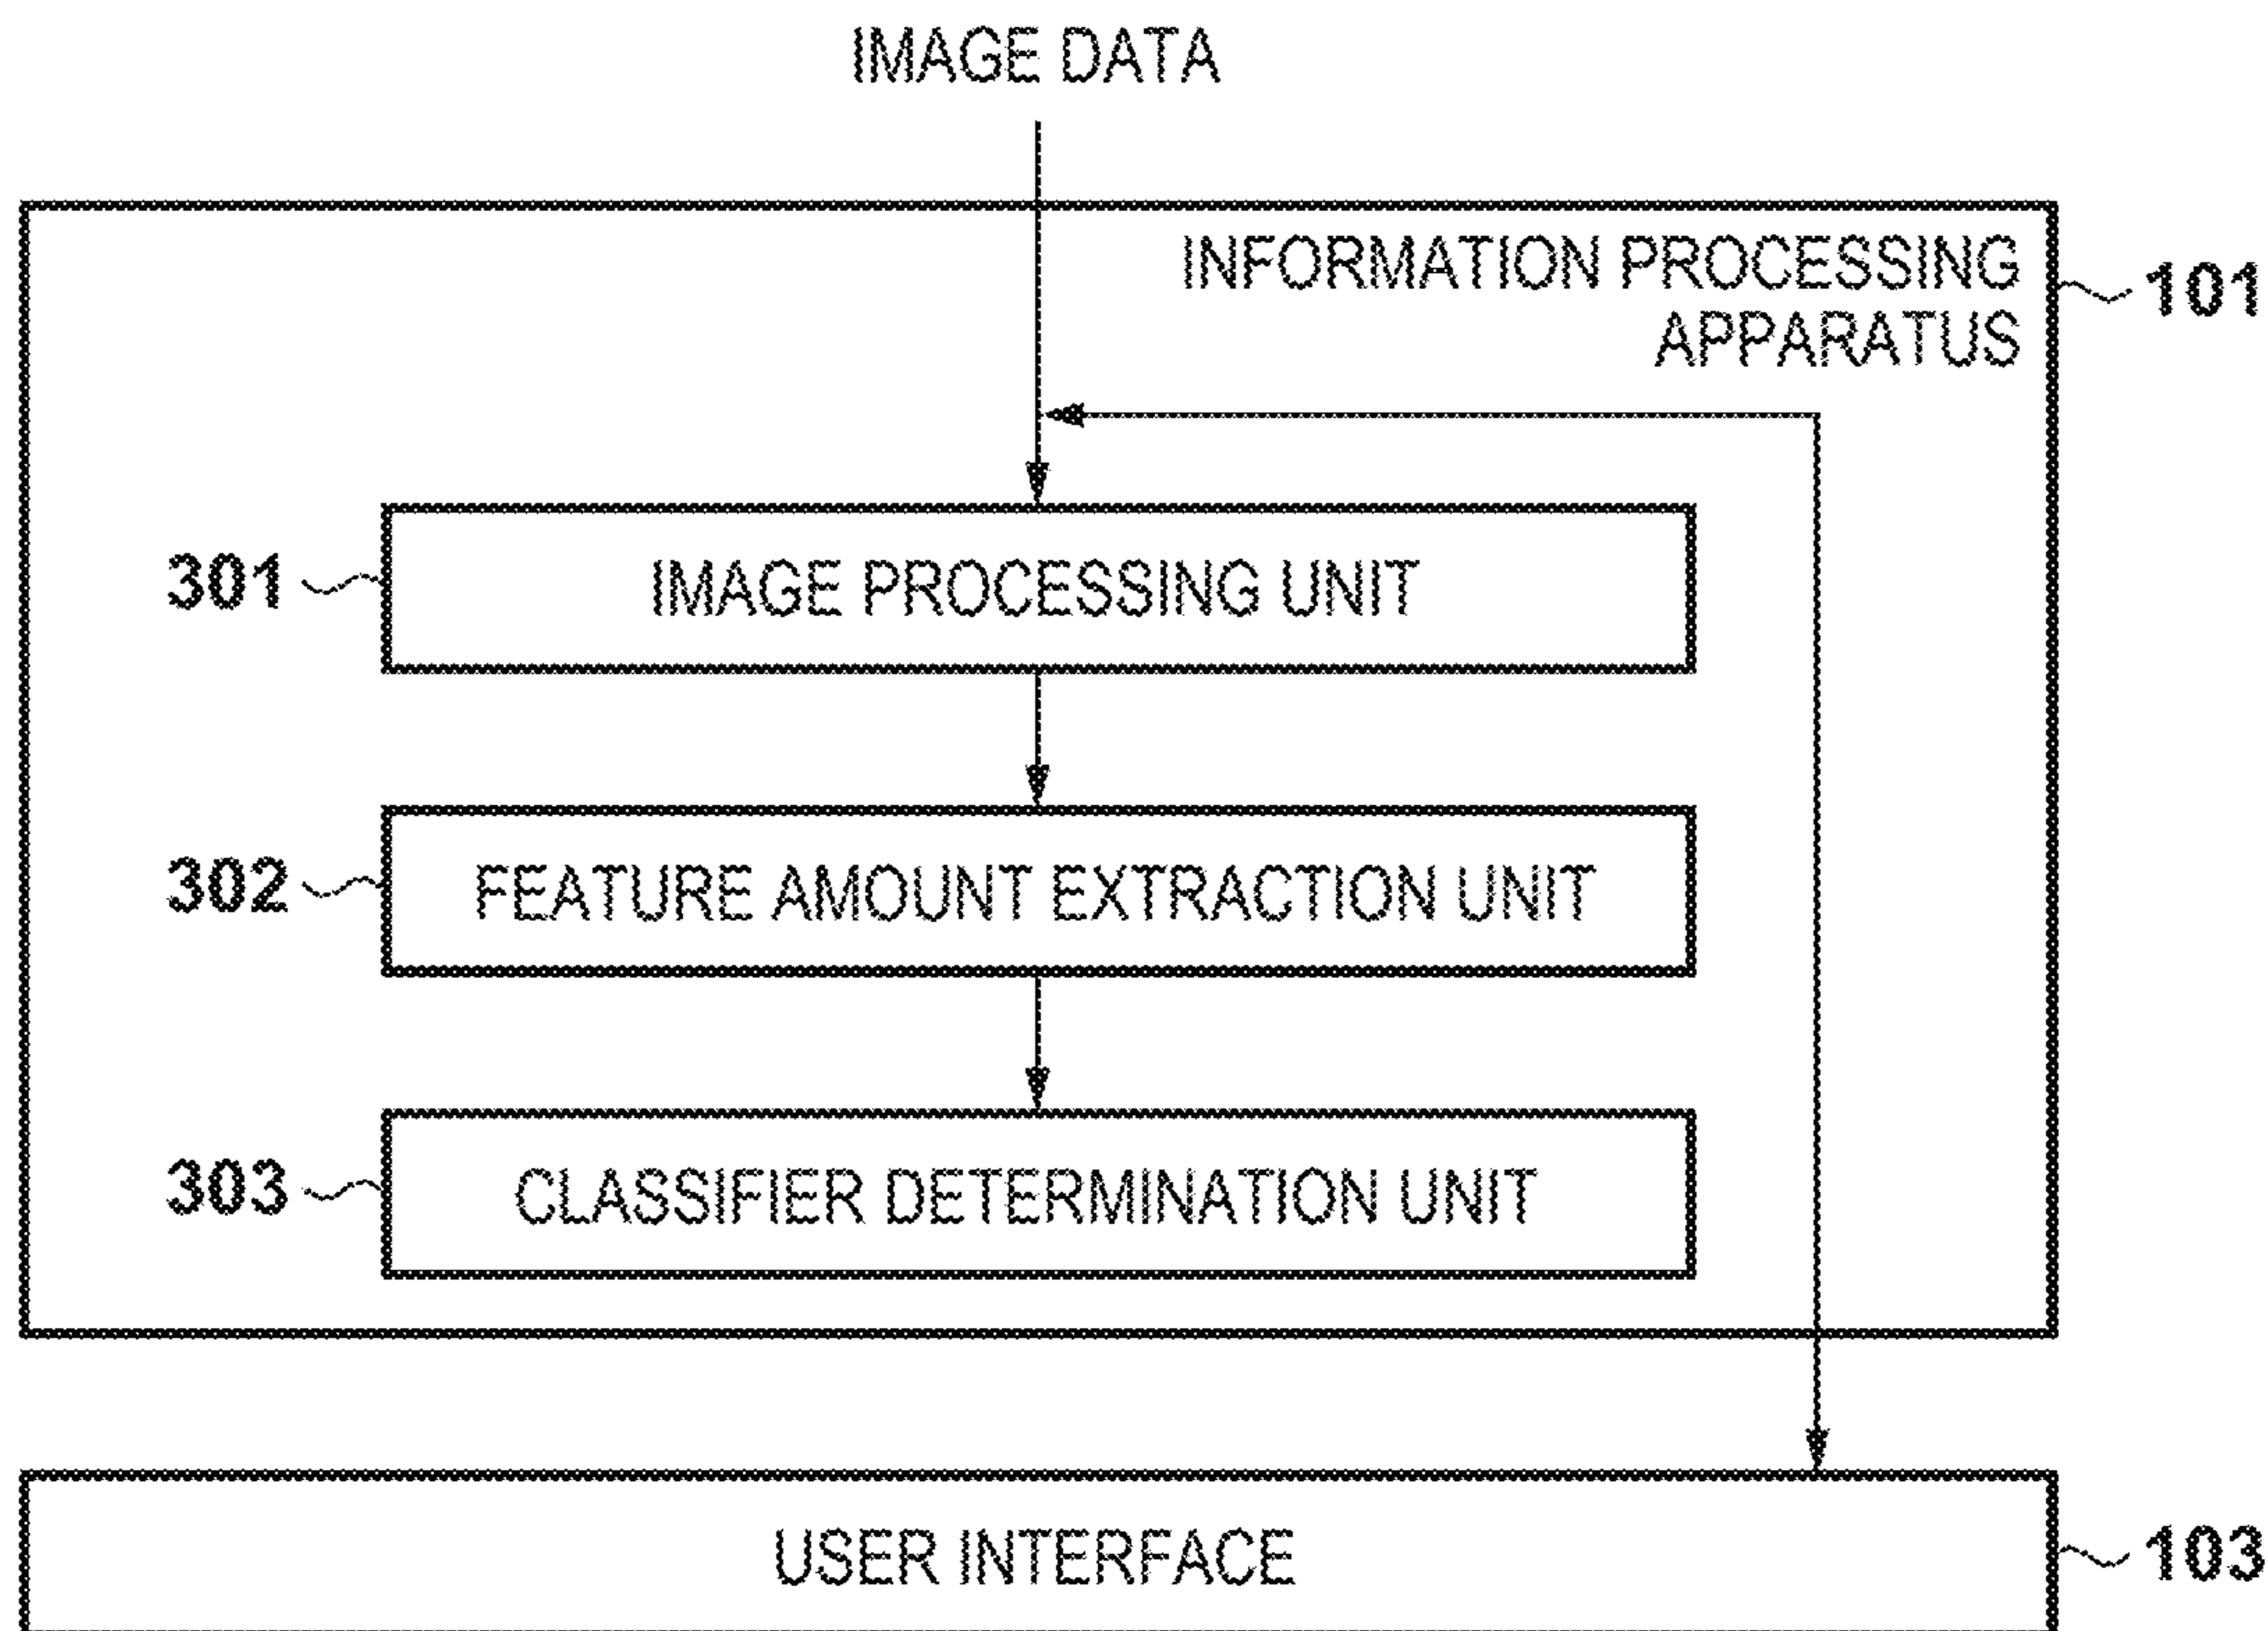 IMAGE DATA
INFORMATION PROCESSING
APPARATUS
101
301
IMAGE PROCESSING UNIT
302
FEATURE AMOUNT EXTRACTION UNIT
303
CLASSIFIER DETERMINATION UNIT
USER INTERFACE
103